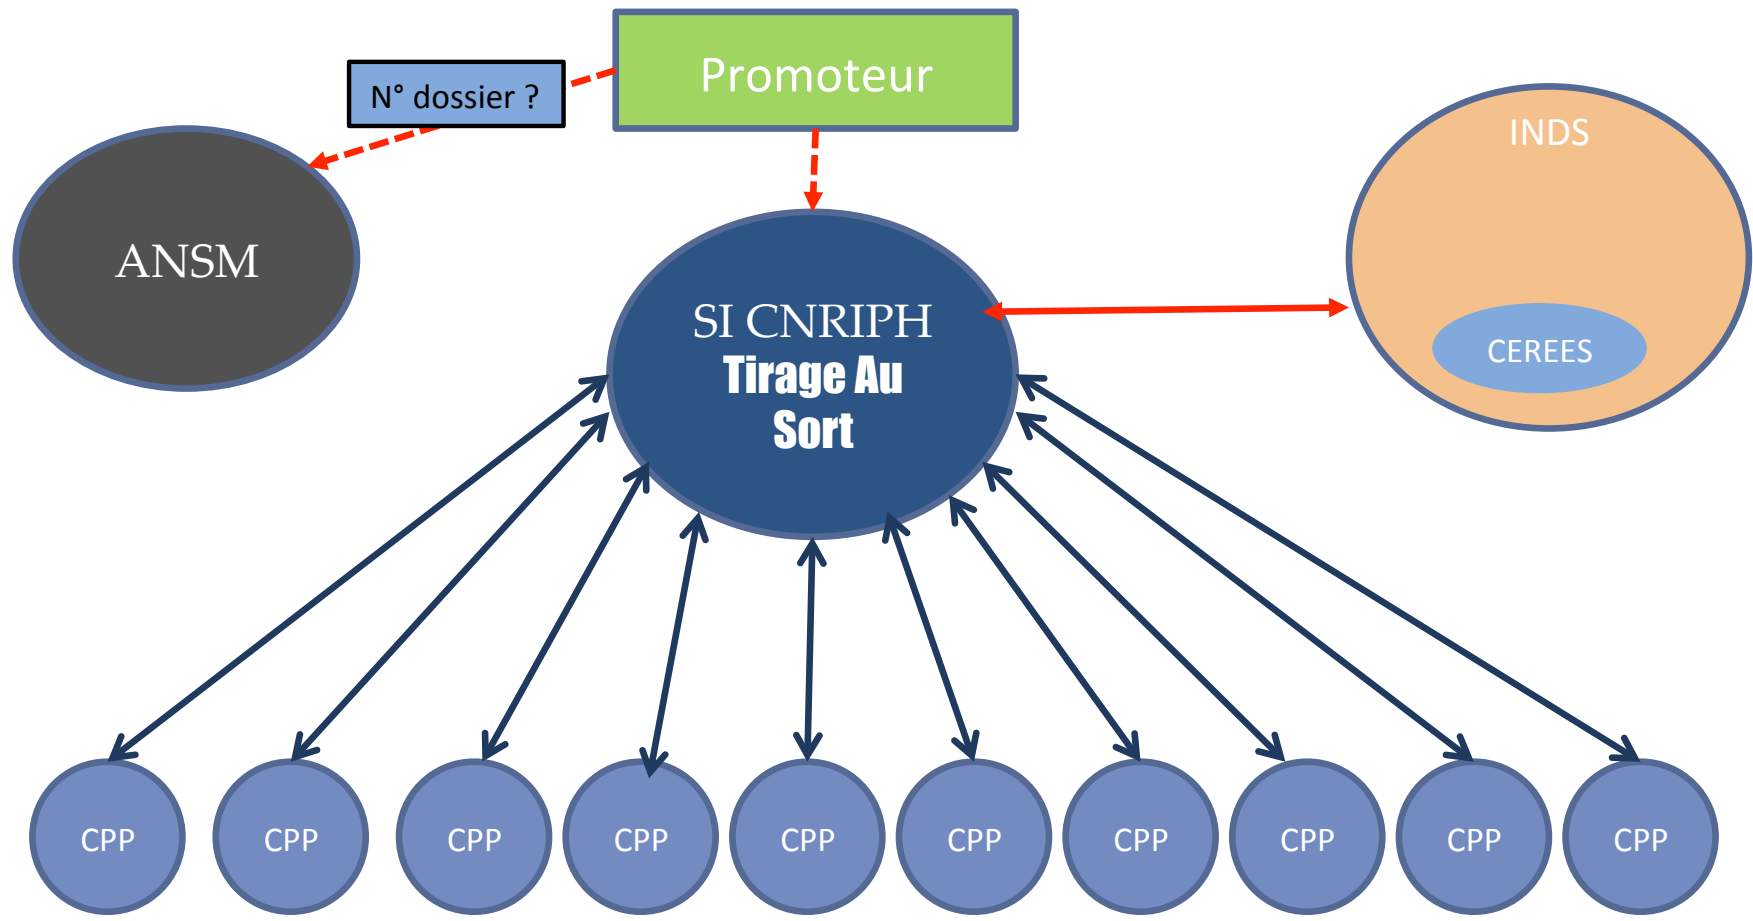 Promoteur
N° dossier ?
INDS
ANSM
SI CNRIPH
Tirage Au
Sort
CEREES
CPP
CPP
CPP
CPP
CPP
CPP
CPP
CPP
CPP
CPP